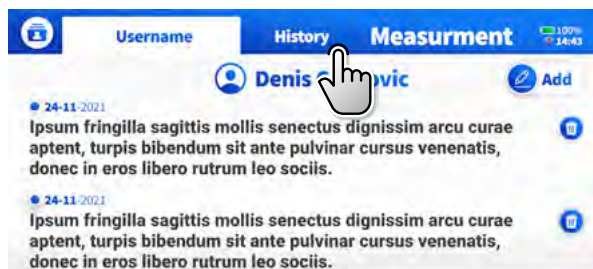 Username History Measurment 100%
14:43
Denis Add
24-11-2021
Ipsum fringilla sagittis mollis senectus dignissim arcu curae
aptent, turpis bibendum sit ante pulvinar cursus venenatis,
donec in eros libero rutrum leo sociis.
24-11-2021
Ipsum fringilla sagittis mollis senectus dignissim arcu curae
aptent, turpis bibendum sit ante pulvinar cursus venenatis,
donec in eros libero rutrum leo sociis.